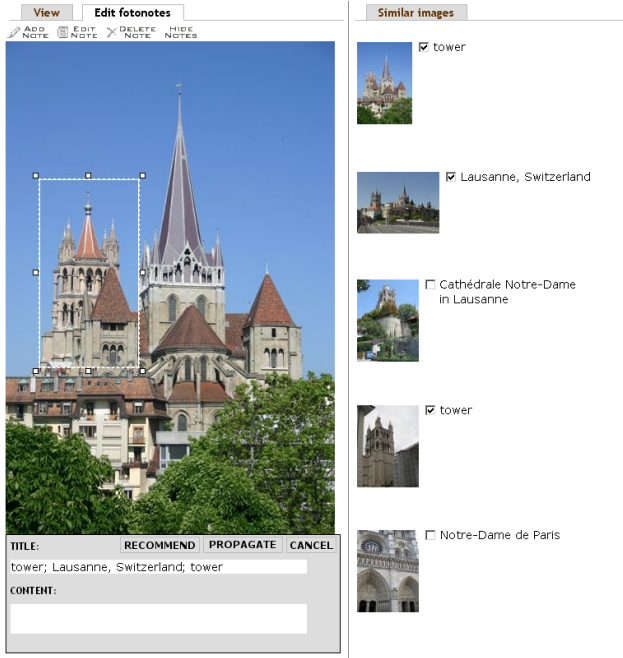 View
Edit fotonotes
ADD NOTE
EDIT NOTE
DELETE NOTE
HIDE NOTES
TITLE:
RECOMMEND
PROPAGATE
CANCEL
tower; Lausanne, Switzerland; tower
CONTENT:
Similar images
tower
Lausanne, Switzerland
Cathédrale Notre-Dame
in Lausanne
tower
Notre-Dame de Paris